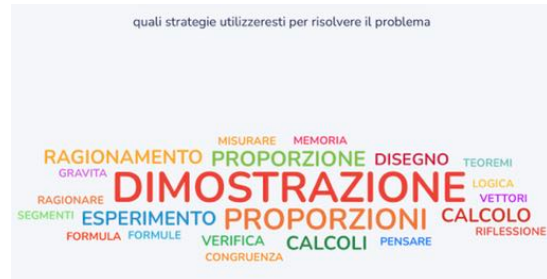 quali strategie utilizzeresti per risolvere il problema
MISURARE MEMORIA
RAGIONAMENTO PROPORZIONE DISEGNO TEOREMI
GRAVITA DIMOSTRAZIONE LOGICA
RAGIONARE VETTORI
SEGMENTI ESPERIMENTO PROPORZIONI CALCOLO
FORMULA FORMULE VERIFICA CALCOLI PENSARE RIFLESSIONE
CONGRUENZA